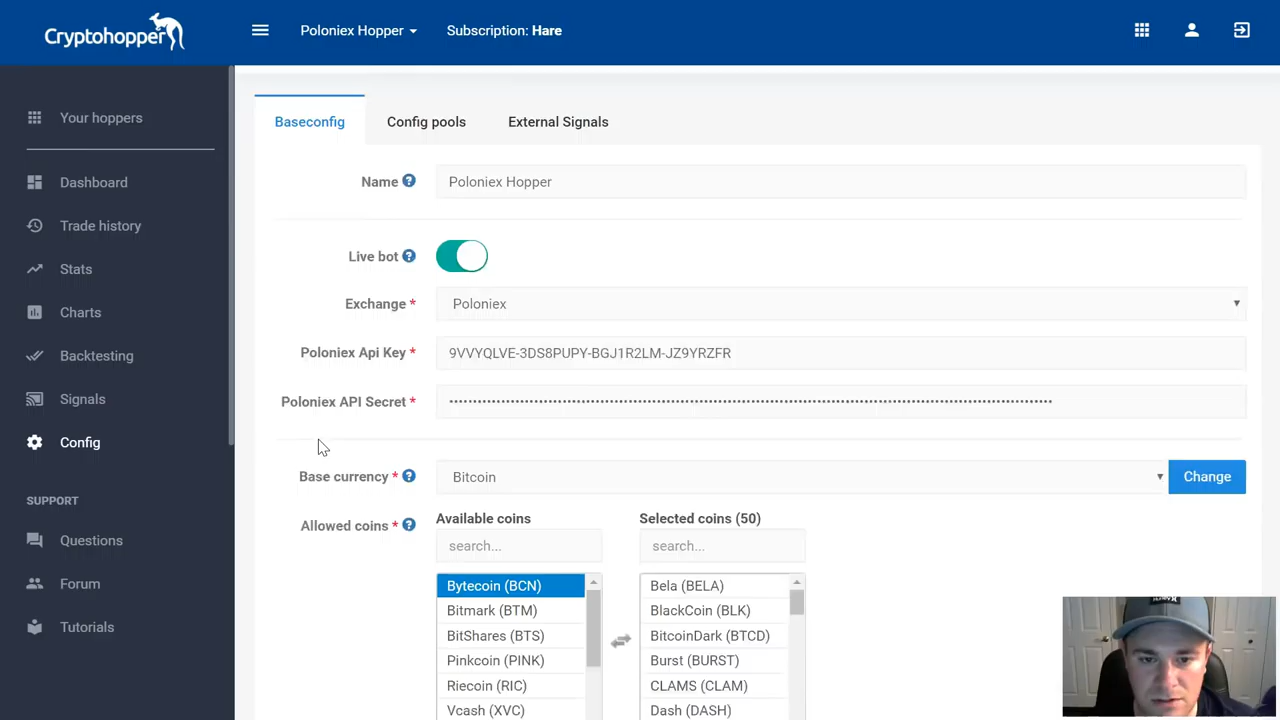 Cryptohopper
Poloniex Hopper
Subscription: Hare
Your hoppers
Dashboard
Trade history
Stats
Charts
Backtesting
Signals
Config
SUPPORT
Questions
Forum
Tutorials
Baseconfig
Config pools
External Signals
Name
Poloniex Hopper
Live bot
Exchange *
Poloniex
Poloniex Api Key *
9VVYQLVE-3DS8PUPY-BGJ1R2LM-JZ9YRZFR
Poloniex API Secret *
Base currency *
Bitcoin
Change
Allowed coins *
Available coins
search...
Bytecoin (BCN)
Bitmark (BTM)
BitShares (BTS)
Pinkcoin (PINK)
Riecoin (RIC)
Vcash (XVC)
Selected coins (50)
search...
Bela (BELA)
BlackCoin (BLK)
BitcoinDark (BTCD)
Burst (BURST)
CLAMS (CLAM)
Dash (DASH)